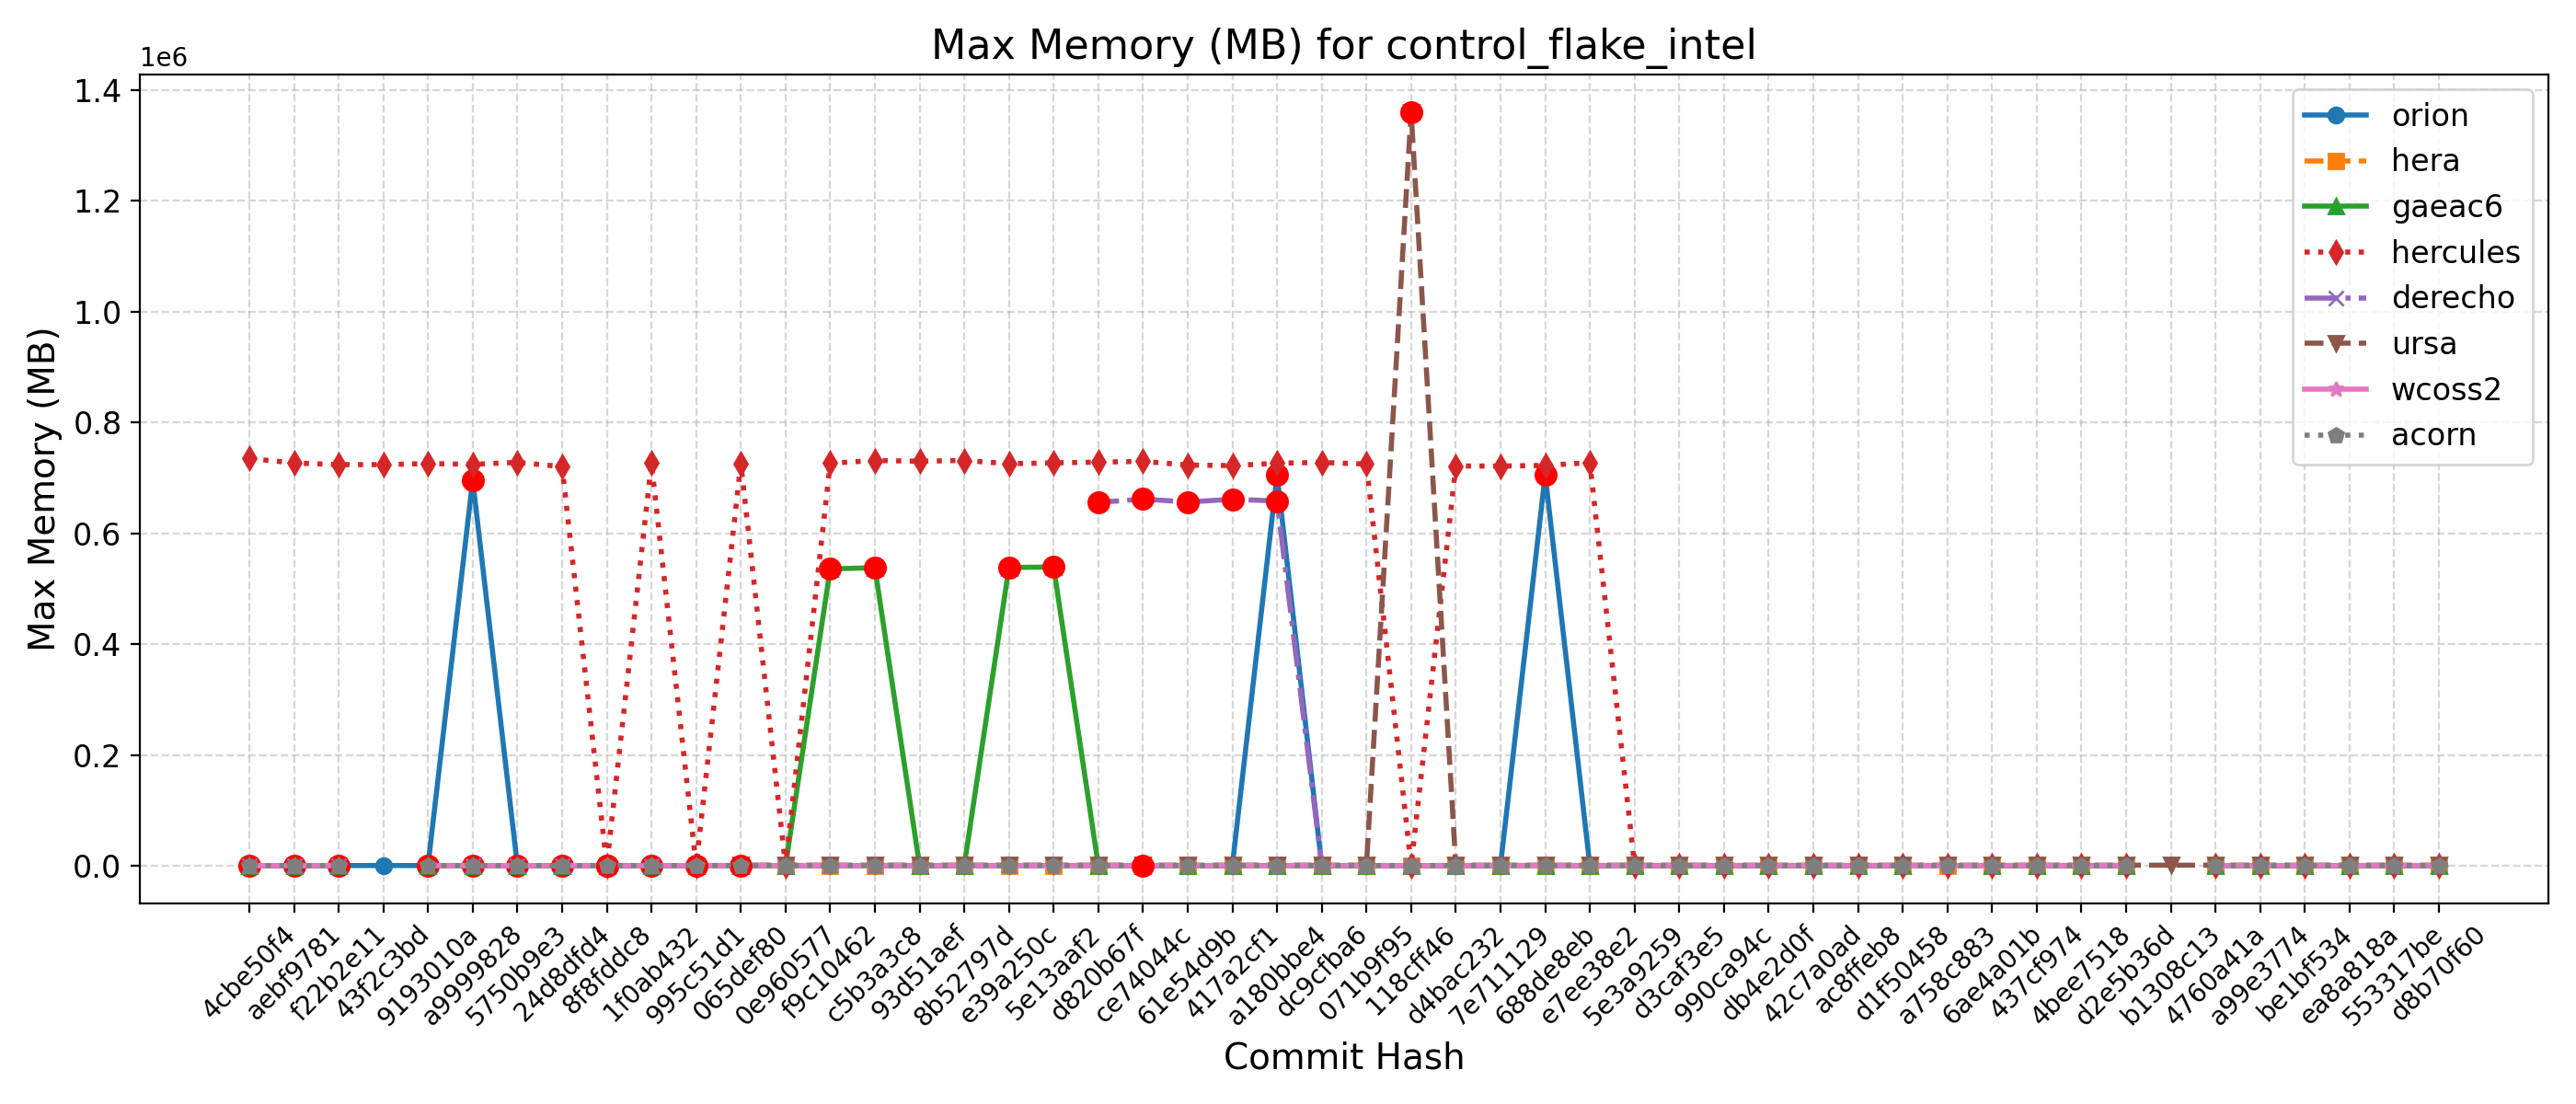 Max Memory (MB) for control_flake_intel
1e6
1.4
1.2
1.0
0.8
0.6
0.4
0.2
0.0
Max Memory (MB)
orion
hera
gaeac6
hercules
derecho
ursa
wcoss2
acorn
4cbe50f4
aebf9781
f22b2e11
43f2c3bd
9193010a
a9999828
5750b9e3
24d8dfd4
8f8fddc8
1f0ab432
995c51d1
065def80
0e960577
f9c10462
c5b3a3c8
93d51aef
8b52797d
e39a250c
5e13aaf2
d820b67f
ce74044c
61e54d9b
417a2cf1
a180bbe4
dc9cfba6
071b9f95
118cff46
d4bac232
7e711129
688de8eb
e7ee38e2
5e3a9259
d3caf3e5
990ca94c
db4e2d0f
42c7a0ad
ac8ffeb8
d1f50458
a758c883
6ae4a01b
437cf974
4bee7518
d2e5b36d
b1308c13
4760a41a
a99e3774
be1bf534
ea8a818a
553317be
d8b70f60
Commit Hash